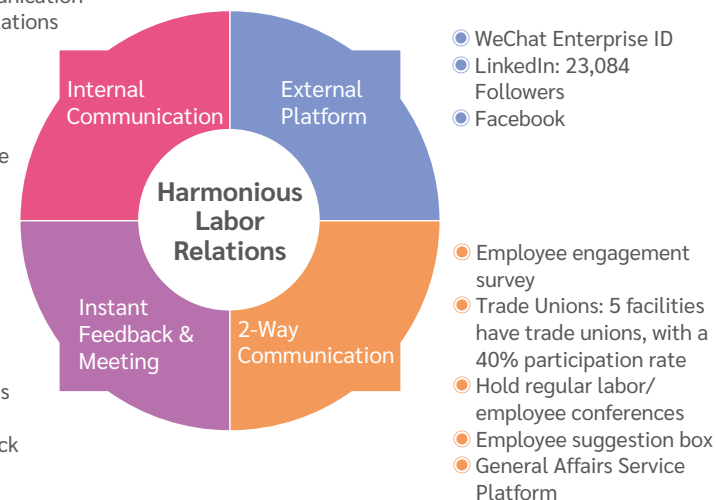 ations
Internal
Communication
External
Platform
WeChat Enterprise ID
LinkedIn: 23,084
Followers
Facebook
Harmonious
Labor
Relations
Instant
Feedback &
Meeting
2-Way
Communication
Employee engagement
survey
Trade Unions: 5 facilities
have trade unions, with a
40% participation rate
Hold regular labor/
employee conferences
Employee suggestion box
General Affairs Service
Platform